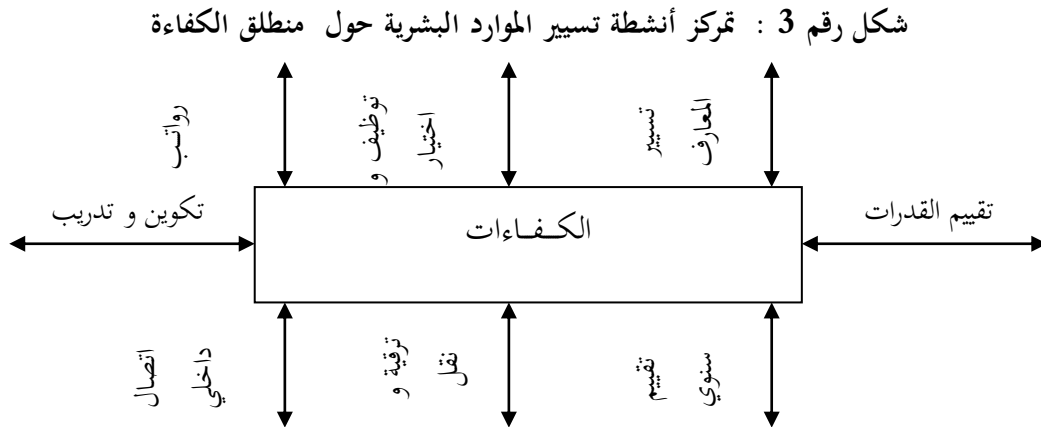 شكل رقم 3 : تمركز أنشطة تسيير الموارد البشرية حول منطلق الكفاءة
تسيير
المعارف
توظيف و
اختيار
رواتب
تقييم القدرات
الكـفـاءات
تكوين و تدريب
تقييم
سنوي
ترقية و
نقل
اتصال
داخلي